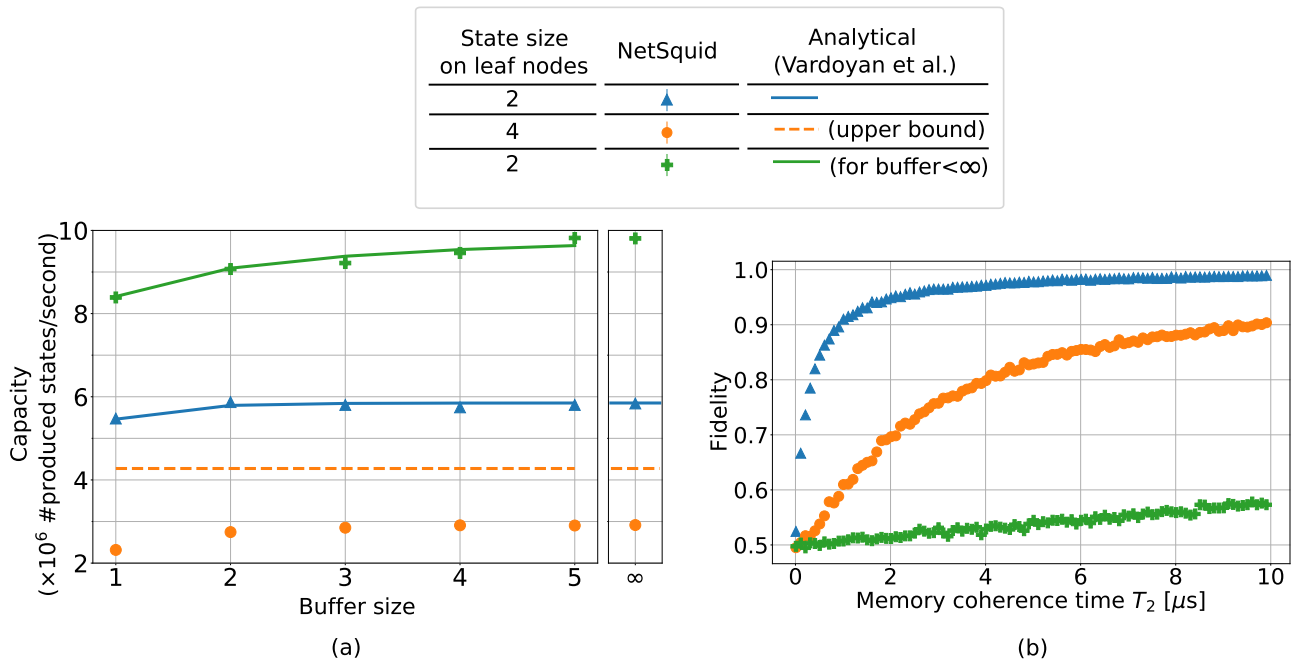 State size
on leaf nodes
NetSquid
Analytical
(Vardoyan et al.)
2
4
(upper bound)
2
(for buffer<∞)
Capacity
(×10⁶ #produced states/second)
10
8
6
4
2
1
2
3
4
5
∞
Buffer size
(a)
Fidelity
1.0
0.9
0.8
0.7
0.6
0.5
0
2
4
6
8
10
Memory coherence time T₂ [μs]
(b)